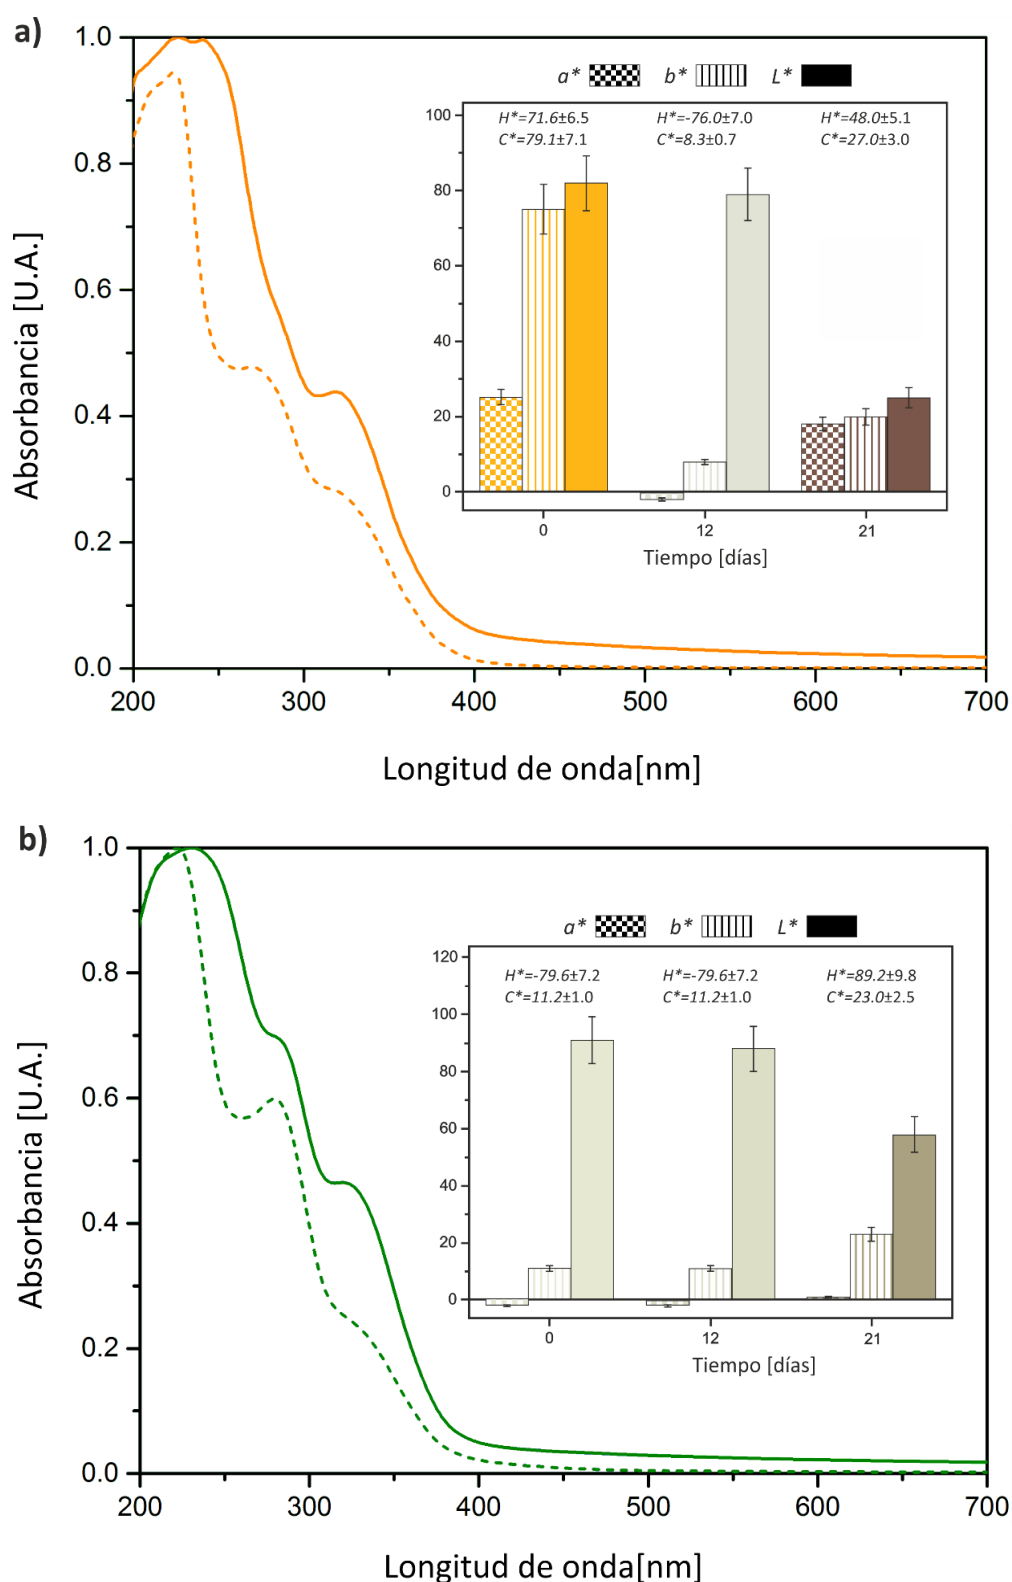 a)
1.0
0.8
0.6
0.4
0.2
0.0
Absorbancia [U.A.]
a* b* L*
100
80
60
40
20
0
H*=71.6±6.5 H*=-76.0±7.0 H*=48.0±5.1
C*=79.1±7.1 C*=8.3±0.7 C*=27.0±3.0
0 12 21
Tiempo [días]
200 300 400 500 600 700
Longitud de onda[nm]
b)
1.0
0.8
0.6
0.4
0.2
0.0
Absorbancia [U.A.]
a* b* L*
120
100
80
60
40
20
0
H*=-79.6±7.2 H*=-79.6±7.2 H*=89.2±9.8
C*=11.2±1.0 C*=11.2±1.0 C*=23.0±2.5
0 12 21
Tiempo [días]
200 300 400 500 600 700
Longitud de onda[nm]